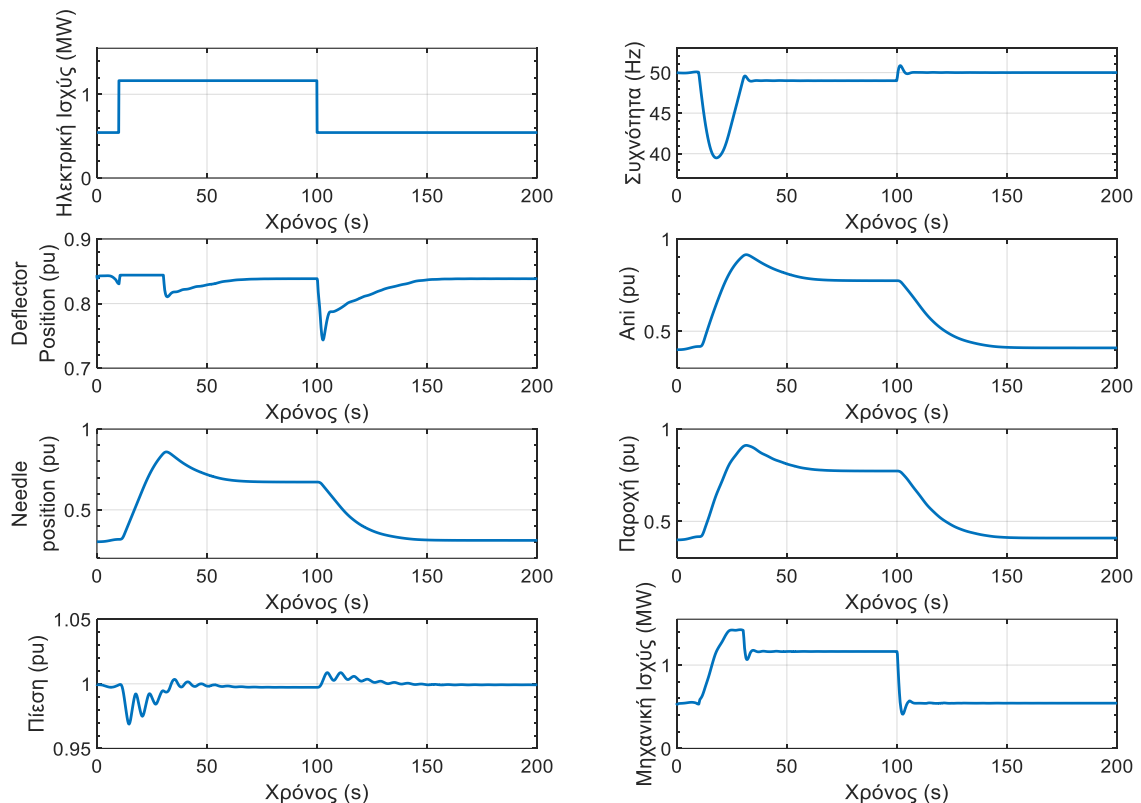 Ηλεκτρική Ισχύς (MW)
1
0
0 50 100 150 200
Χρόνος (s)
Συχνότητα (Hz)
50
45
40
0 50 100 150 200
Χρόνος (s)
Deflector
Position (pu)
0.9
0.8
0.7
0 50 100 150 200
Χρόνος (s)
Ani (pu)
1
0.5
0 50 100 150 200
Χρόνος (s)
Needle
position (pu)
1
0.5
0 50 100 150 200
Χρόνος (s)
Παροχή (pu)
1
0.5
0 50 100 150 200
Χρόνος (s)
Πίεση (pu)
1.05
1
0.95
0 50 100 150 200
Χρόνος (s)
Μηχανική Ισχύς (MW)
1
0
0 50 100 150 200
Χρόνος (s)